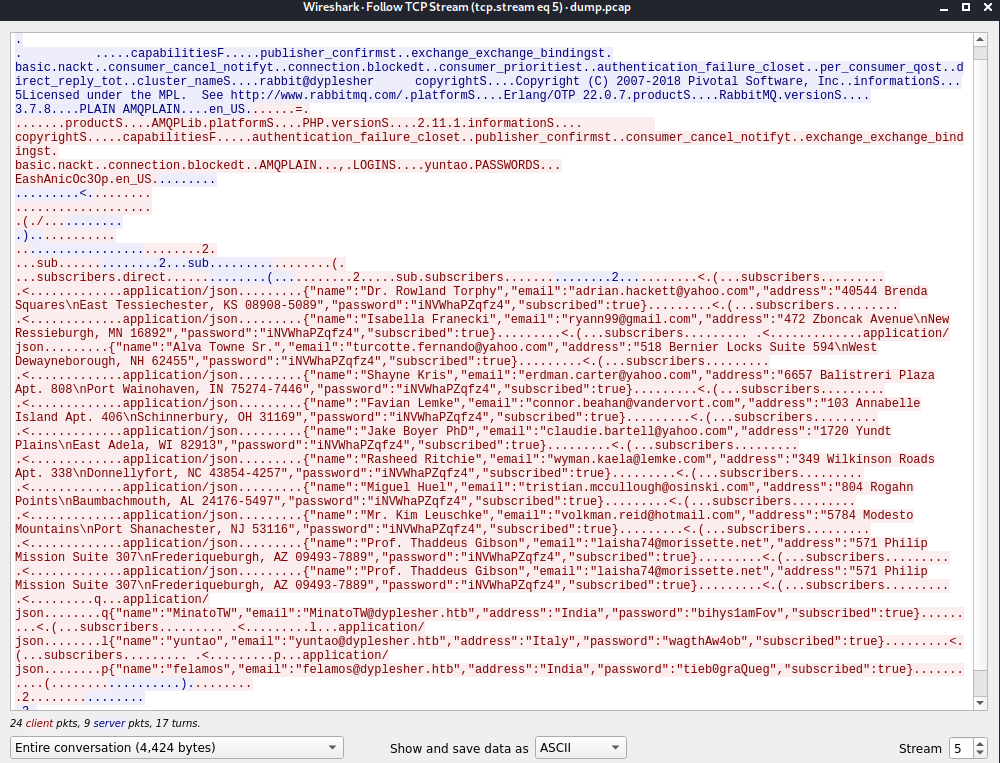 Wireshark · Follow TCP Stream (tcp.stream eq 5) · dump.pcap
.
.          .....capabilitiesF.....publisher_confirmst..exchange_exchange_bindingst.
basic.nackt..consumer_cancel_notifyt..connection.blockedt..consumer_prioritiest..authentication_failure_closet..per_consumer_qost..d
irect_reply_tot..cluster_nameS....rabbit@dyplesher      copyrightS....Copyright (C) 2007-2018 Pivotal Software, Inc..informationS...
5Licensed under the MPL.  See http://www.rabbitmq.com/.platformS....Erlang/OTP 22.0.7.productS....RabbitMQ.versionS....
3.7.8....PLAIN AMQPLAIN....en_US.......=.
.......productS....AMQPLib.platformS....PHP.versionS....2.11.1.informationS....
copyrightS.....capabilitiesF.....authentication_failure_closet..publisher_confirmst..consumer_cancel_notifyt..exchange_exchange_bind
ingst.
basic.nackt..connection.blockedt..AMQPLAIN...,.LOGINS....yuntao.PASSWORDS...
EashAnicOc3Op.en_US.........
.........<.........
...................
.(./...........
.)............
...........................2.
...sub..............2...sub.................(.
...subscribers.direct..............(...........2.....sub.subscribers...............2...........<.(...subscribers.........
.<.............application/json.........{"name":"Dr. Rowland Torphy","email":"adrian.hackett@yahoo.com","address":"40544 Brenda
Squares\nEast Tessiechester, KS 08908-5089","password":"iNVWhaPZqfz4","subscribed":true}.........<.(...subscribers.........
.<.............application/json.........{"name":"Isabella Franecki","email":"ryann99@gmail.com","address":"472 Zboncak Avenue\nNew
Ressieburgh, MN 16892","password":"iNVWhaPZqfz4","subscribed":true}.........<.(...subscribers...........<.............application/
json.........{"name":"Alva Towne Sr.","email":"turcotte.fernando@yahoo.com","address":"518 Bernier Locks Suite 594\nWest
Dewayneborough, NH 62455","password":"iNVWhaPZqfz4","subscribed":true}.........<.(...subscribers.........
.<.............application/json.........{"name":"Shayne Kris","email":"erdman.carter@yahoo.com","address":"6657 Balistreri Plaza
Apt. 808\nPort Wainohaven, IN 75274-7446","password":"iNVWhaPZqfz4","subscribed":true}.........<.(...subscribers.........
.<.............application/json.........{"name":"Favian Lemke","email":"connor.beahan@vandervort.com","address":"103 Annabelle
Island Apt. 406\nSchinnerbury, OH 31169","password":"iNVWhaPZqfz4","subscribed":true}.........<.(...subscribers.........
.<.............application/json.........{"name":"Jake Boyer PhD","email":"claudie.bartell@yahoo.com","address":"1720 Yundt
Plains\nEast Adela, WI 82913","password":"iNVWhaPZqfz4","subscribed":true}.........<.(...subscribers.........
.<.............application/json.........{"name":"Rasheed Ritchie","email":"wyman.kaela@lemke.com","address":"349 Wilkinson Roads
Apt. 338\nDonnellyfort, NC 43854-4257","password":"iNVWhaPZqfz4","subscribed":true}.........<.(...subscribers.........
.<.............application/json.........{"name":"Miguel Huel","email":"tristian.mccullough@osinski.com","address":"804 Rogahn
Points\nBaumbachmouth, AL 24176-5497","password":"iNVWhaPZqfz4","subscribed":true}.........<.(...subscribers.........
.<.............application/json.........{"name":"Mr. Kim Leuschke","email":"volkman.reid@hotmail.com","address":"5784 Modesto
Mountains\nPort Shanachester, NJ 53116","password":"iNVWhaPZqfz4","subscribed":true}.........<.(...subscribers.........
.<.............application/json.........{"name":"Prof. Thaddeus Gibson","email":"laisha74@morissette.net","address":"571 Philip
Mission Suite 307\nFrederiqueburgh, AZ 09493-7889","password":"iNVWhaPZqfz4","subscribed":true}.........<.(...subscribers.........
.<.............application/json.........{"name":"Prof. Thaddeus Gibson","email":"laisha74@morissette.net","address":"571 Philip
Mission Suite 307\nFrederiqueburgh, AZ 09493-7889","password":"iNVWhaPZqfz4","subscribed":true}.........<.(...subscribers.........
.<.........q...application/
json........q{"name":"MinatoTW","email":"MinatoTW@dyplesher.htb","address":"India","password":"bihys1amFov","subscribed":true}......
...<.(...subscribers......... .<.........l...application/
json........l{"name":"yuntao","email":"yuntao@dyplesher.htb","address":"Italy","password":"wagthAw4ob","subscribed":true}.........<.
(...subscribers......... .<.........p...application/
json........p{"name":"felamos","email":"felamos@dyplesher.htb","address":"India","password":"tieb0graQueg","subscribed":true}.......
....(..................).........
.2................
24 client pkts, 9 server pkts, 17 turns.
Entire conversation (4,424 bytes)
Show and save data as ASCII
Stream 5